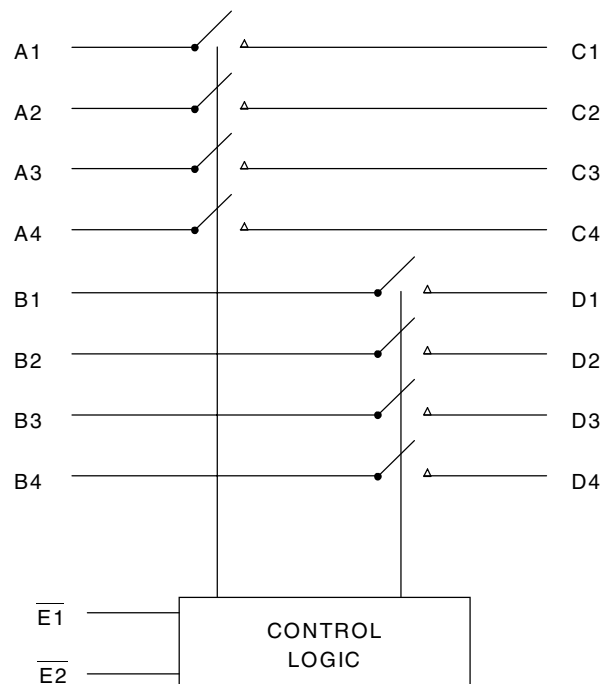 A1 C1
A2 C2
A3 C3
A4 C4
B1 D1
B2 D2
B3 D3
B4 D4
E1
CONTROL
LOGIC
E2